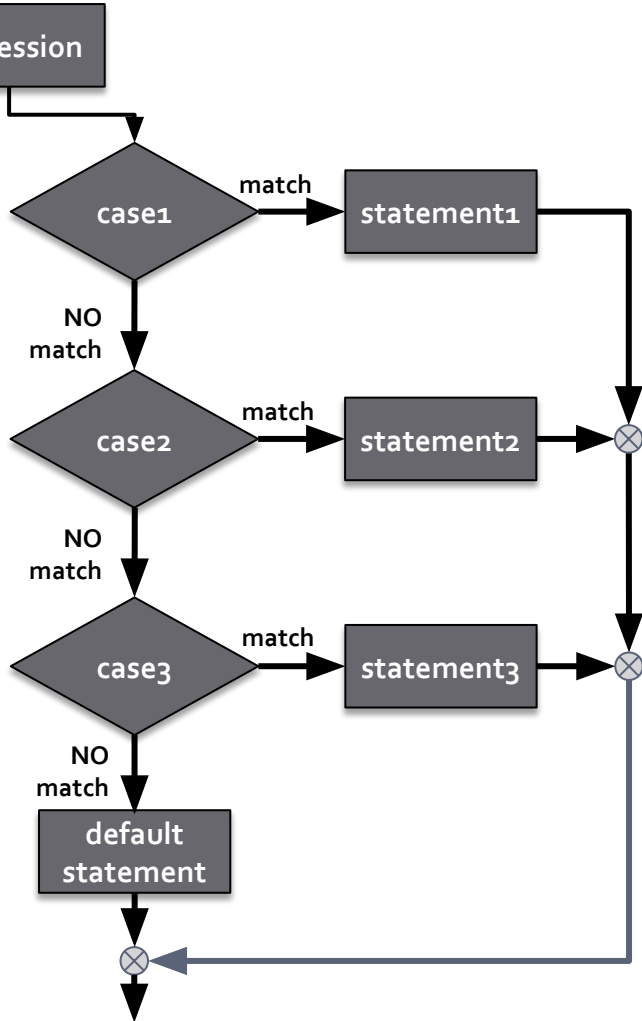 ession
match
case1
statement1
NO
match
match
case2
statement2
NO
match
match
case3
statement3
NO
match
default
statement